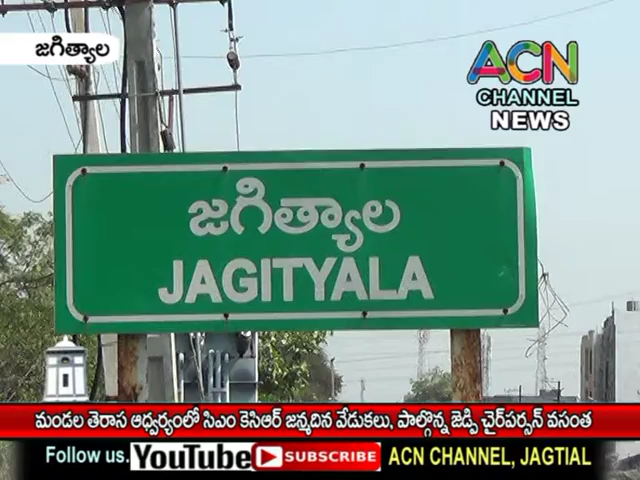 జగిత్యాల
ACN
CHANNEL
NEWS
జగిత్యాల
JAGITYALA
మండల తెరాస ఆధ్వర్యంలో సిఎం కెసిఆర్ జన్మదిన వేడుకలు, పాల్గొన్న జెడ్పి చైర్‌పర్సన్ వసంత
Follow us. YouTube SUBSCRIBE ACN CHANNEL, JAGTIAL